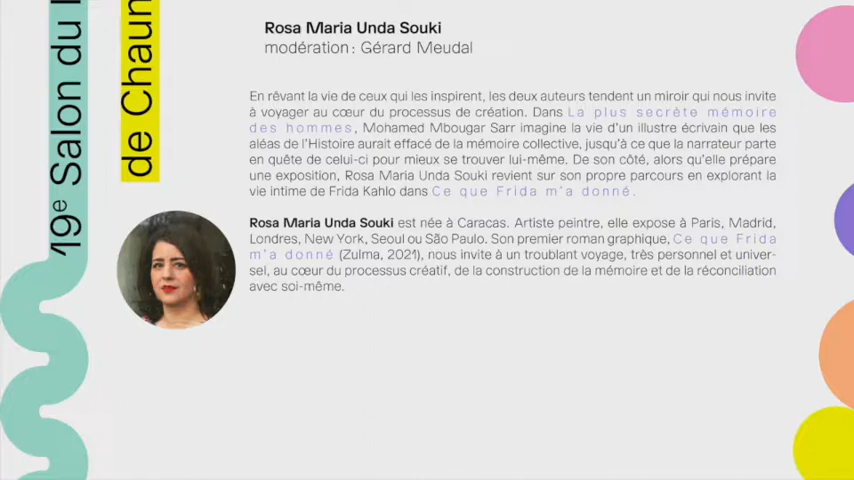 19e Salon du
de Chaun
Rosa Maria Unda Souki
modération : Gérard Meudal
En rêvant la vie de ceux qui les inspirent, les deux auteurs tendent un miroir qui nous invite
à voyager au cœur du processus de création. Dans La plus secrète mémoire
des hommes, Mohamed Mbougar Sarr imagine la vie d'un illustre écrivain que les
aléas de l'Histoire aurait effacé de la mémoire collective, jusqu'à ce que la narrateur parte
en quête de celui-ci pour mieux se trouver lui-même. De son côté, alors qu'elle prépare
une exposition, Rosa Maria Unda Souki revient sur son propre parcours en explorant la
vie intime de Frida Kahlo dans Ce que Frida m'a donné.
Rosa Maria Unda Souki est née à Caracas. Artiste peintre, elle expose à Paris, Madrid,
Londres, New York, Seoul ou São Paulo. Son premier roman graphique, Ce que Frida
m'a donné (Zulma, 2021), nous invite à un troublant voyage, très personnel et univer-
sel, au cœur du processus créatif, de la construction de la mémoire et de la réconciliation
avec soi-même.